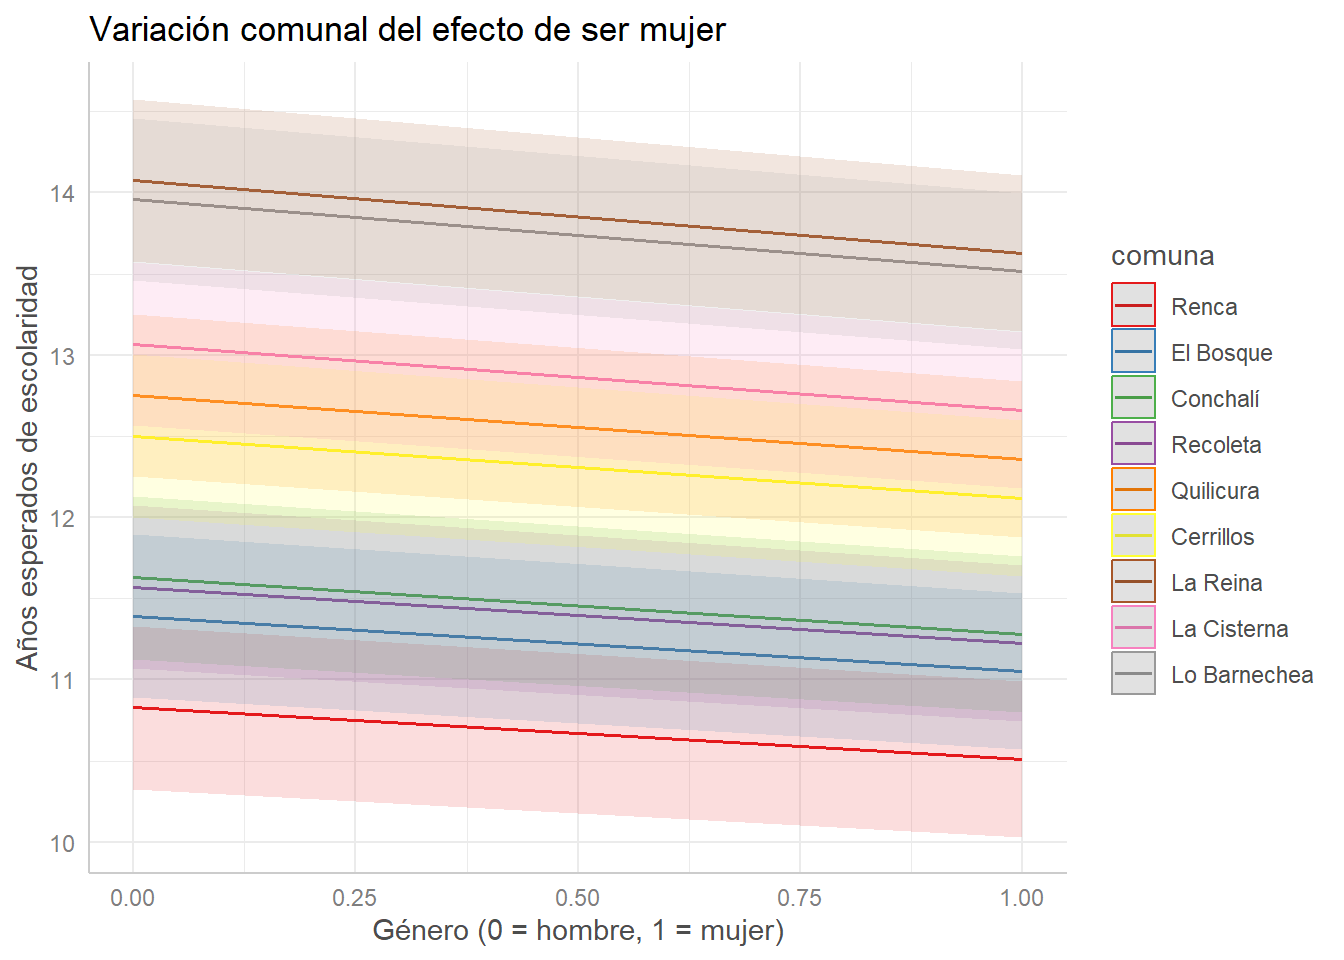 Variación comunal del efecto de ser mujer
Años esperados de escolaridad
14
13
12
11
10
0.00
0.25
0.50
0.75
1.00
Género (0 = hombre, 1 = mujer)
comuna
Renca
El Bosque
Conchalí
Recoleta
Quilicura
Cerrillos
La Reina
La Cisterna
Lo Barnechea